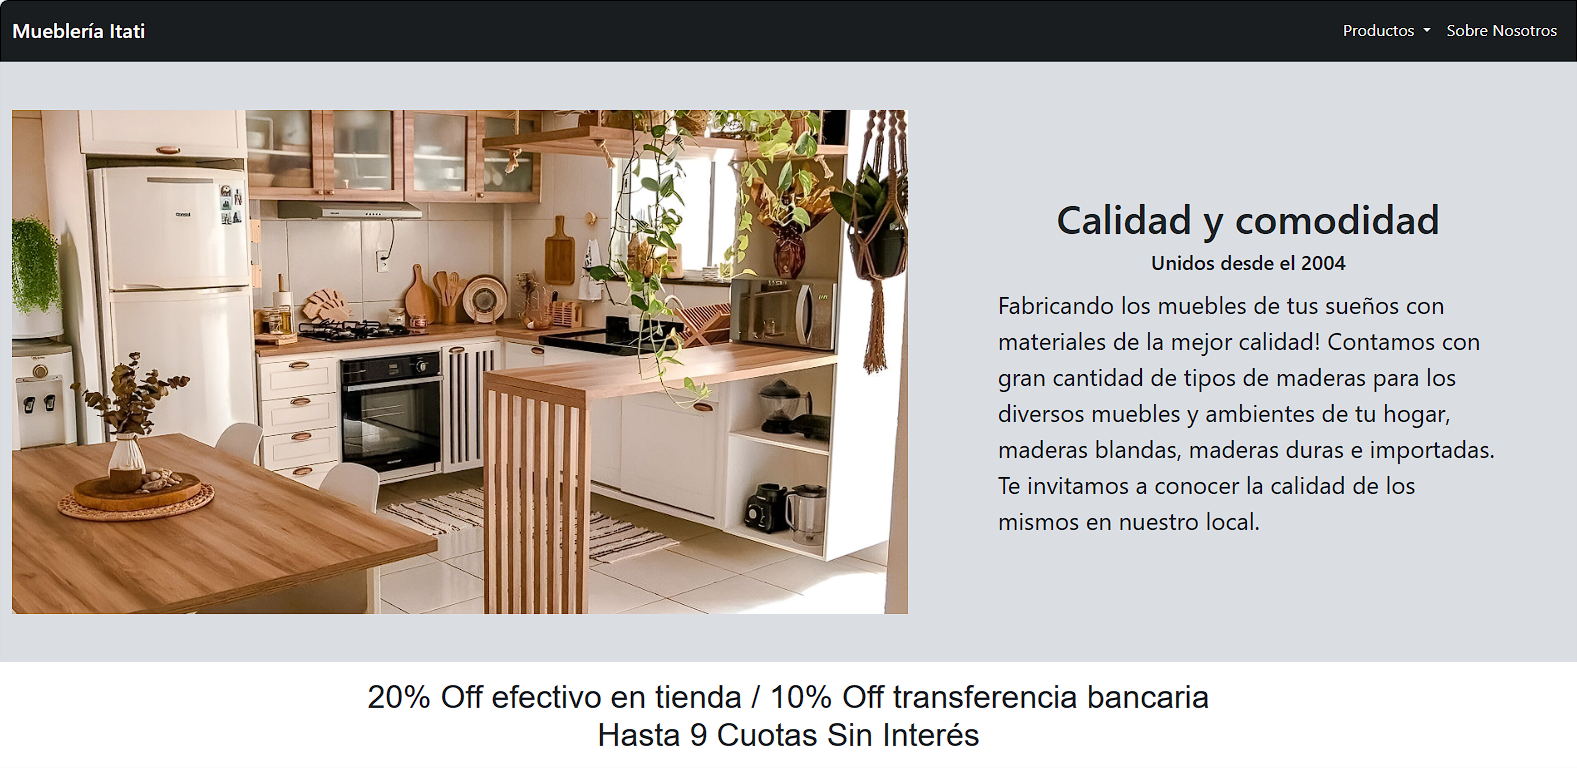 Mueblería Itati
Productos
Sobre Nosotros
Calidad y comodidad
Unidos desde el 2004
Fabricando los muebles de tus sueños con
materiales de la mejor calidad! Contamos con
gran cantidad de tipos de maderas para los
diversos muebles y ambientes de tu hogar,
maderas blandas, maderas duras e importadas.
Te invitamos a conocer la calidad de los
mismos en nuestro local.
20% Off efectivo en tienda / 10% Off transferencia bancaria
Hasta 9 Cuotas Sin Interés